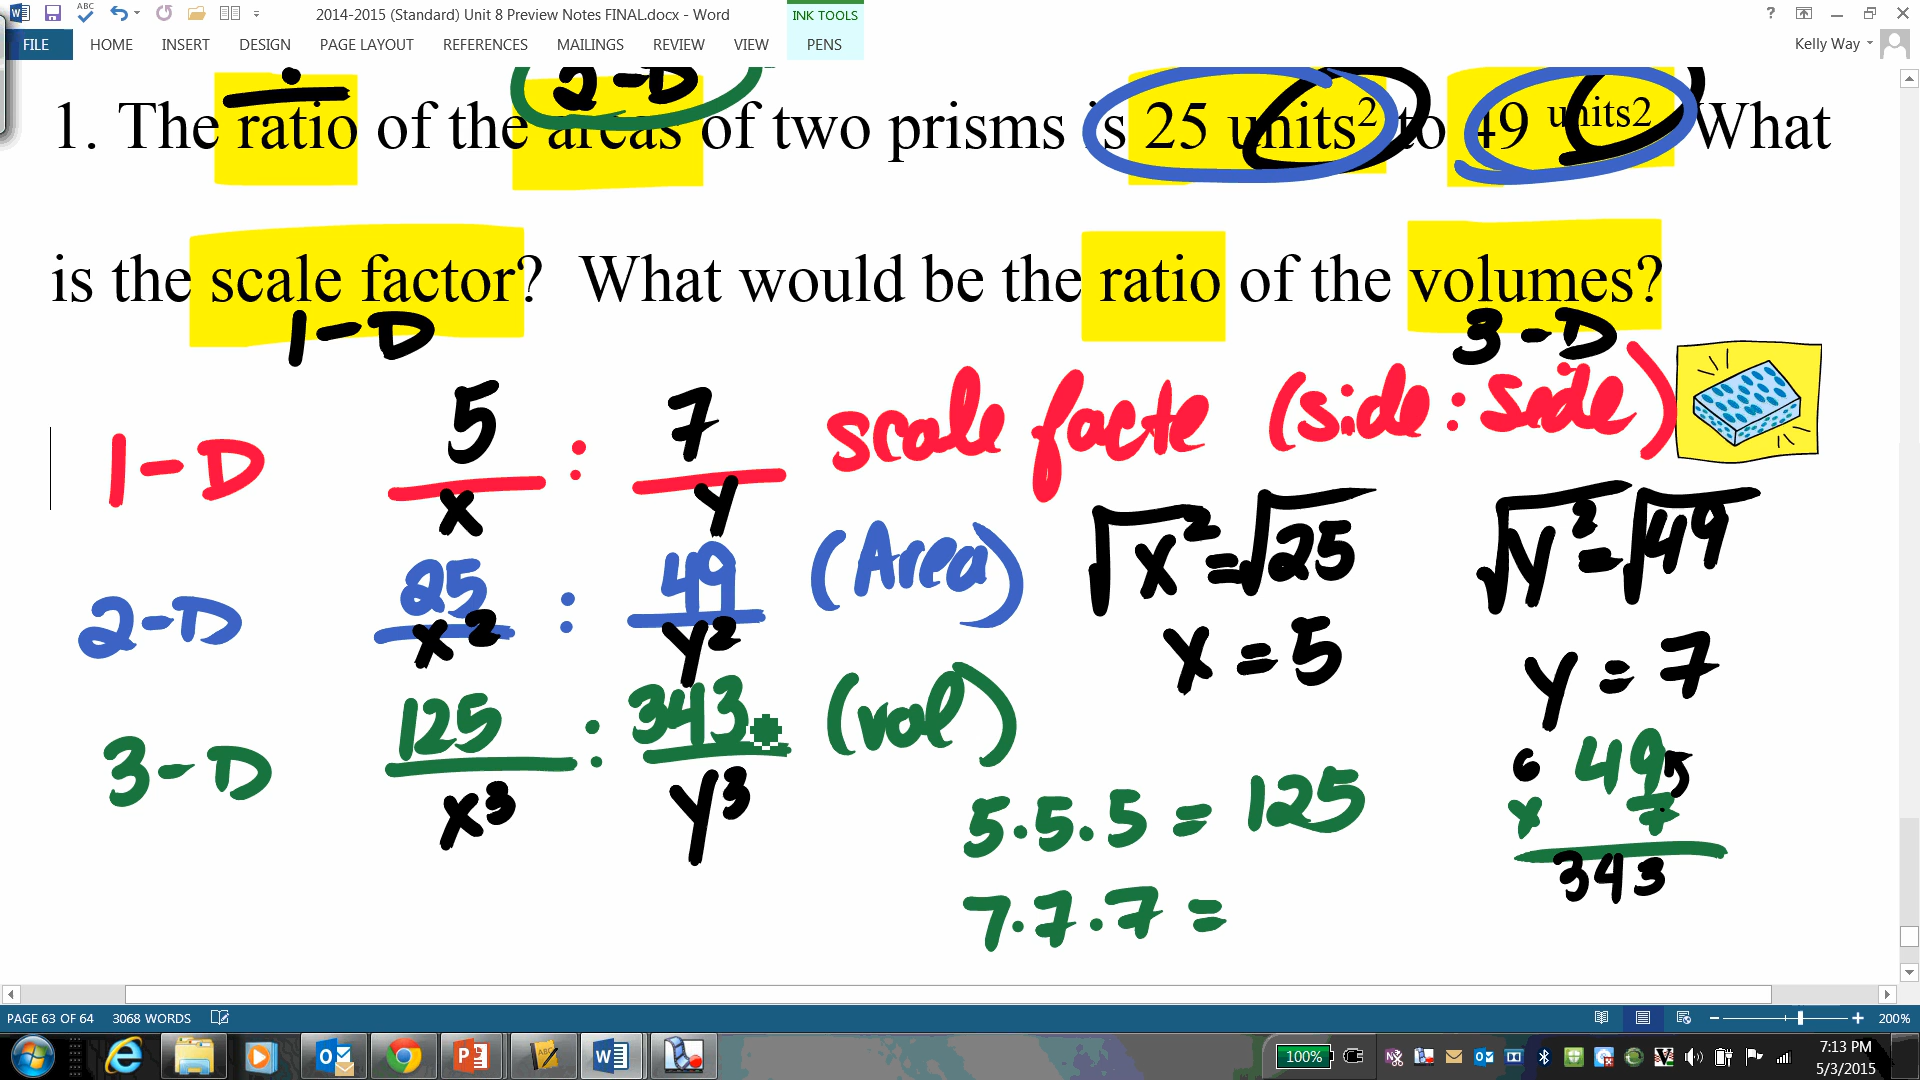 2014-2015 (Standard) Unit 8 Preview Notes FINAL.docx - Word
INK TOOLS
?
FILE HOME INSERT DESIGN PAGE LAYOUT REFERENCES MAILINGS REVIEW VIEW PENS
Kelly Way
2-D
1. The ratio of the areas of two prisms is 25 units² to 49 units2 What
is the scale factor? What would be the ratio of the volumes?
1-D
3-D
1-D 5 : 7 scale facte (side: side)
x y
2-D 25 : 49 (Area)
x² y²
3-D 125 : 343 (vol)
x³ y³
√x² = √25
x = 5
√y² = √49
y = 7
5·5·5 = 125
7·7·7 =
6 49 5
x 7
343
PAGE 63 OF 64 3068 WORDS
200%
100%
7:13 PM
5/3/2015